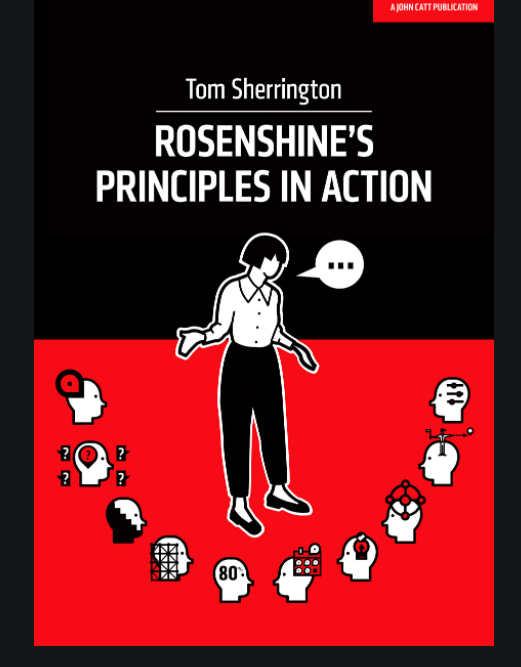 A JOHN CATT PUBLICATION
Tom Sherrington
ROSENSHINE'S
PRINCIPLES IN ACTION
...
? ? ?
? ?
80%